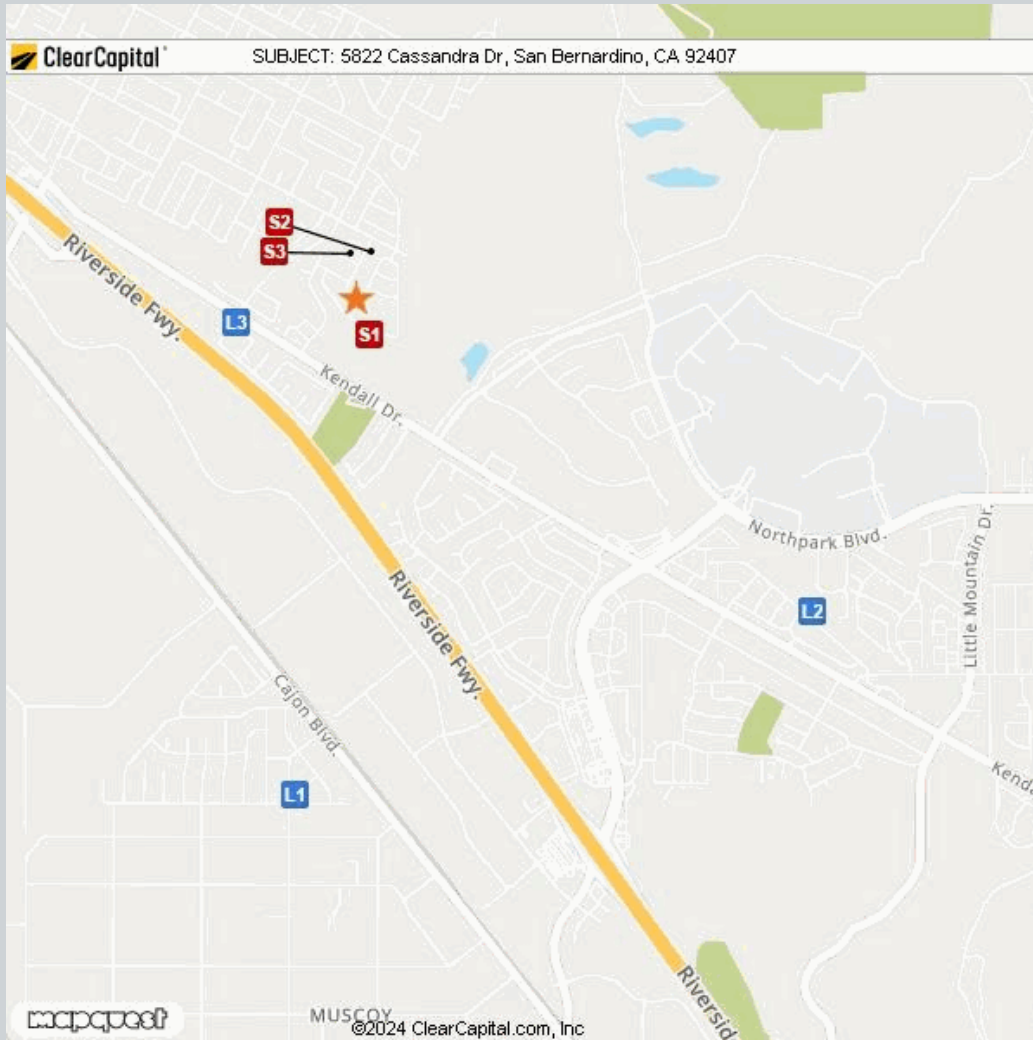 ClearCapital
SUBJECT: 5822 Cassandra Dr, San Bernardino, CA 92407
S2
S3
Riverside Fwy.
L3
S1
Kendall Dr.
Northpark Blvd.
Little Mountain Dr.
Riverside Fwy.
L2
Cajon Blvd.
L1
Kenda
Riversid
mapquest
MUSCOY
©2024 ClearCapital.com, Inc